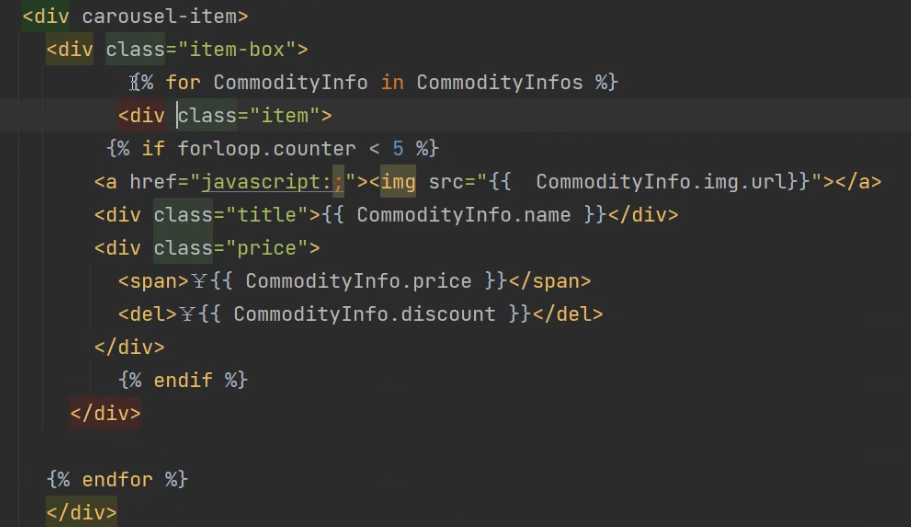 <div carousel-item>
<div class="item-box">
{% for CommodityInfo in CommodityInfos %}
<div class="item">
{% if forloop.counter < 5 %}
<a href="javascript:;"><img src="{{  CommodityInfo.img.url}}"></a>
<div class="title">{{ CommodityInfo.name }}</div>
<div class="price">
<span>¥{{ CommodityInfo.price }}</span>
<del>¥{{ CommodityInfo.discount }}</del>
</div>
{% endif %}
</div>
{% endfor %}
</div>